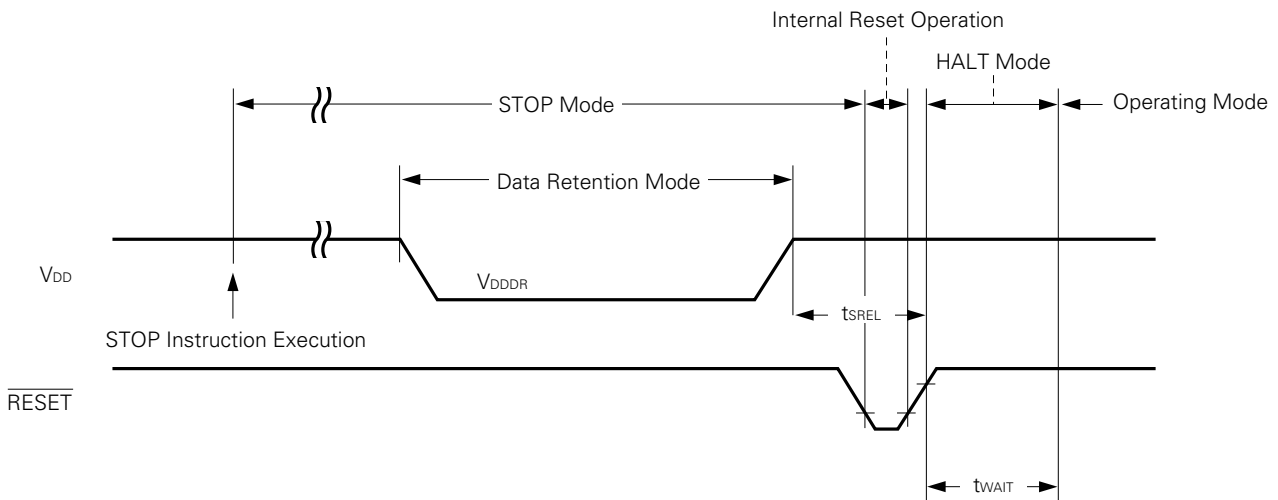 Internal Reset Operation
HALT Mode
STOP Mode
Operating Mode
Data Retention Mode
VDD
VDDDR
tSREL
STOP Instruction Execution
RESET
tWAIT